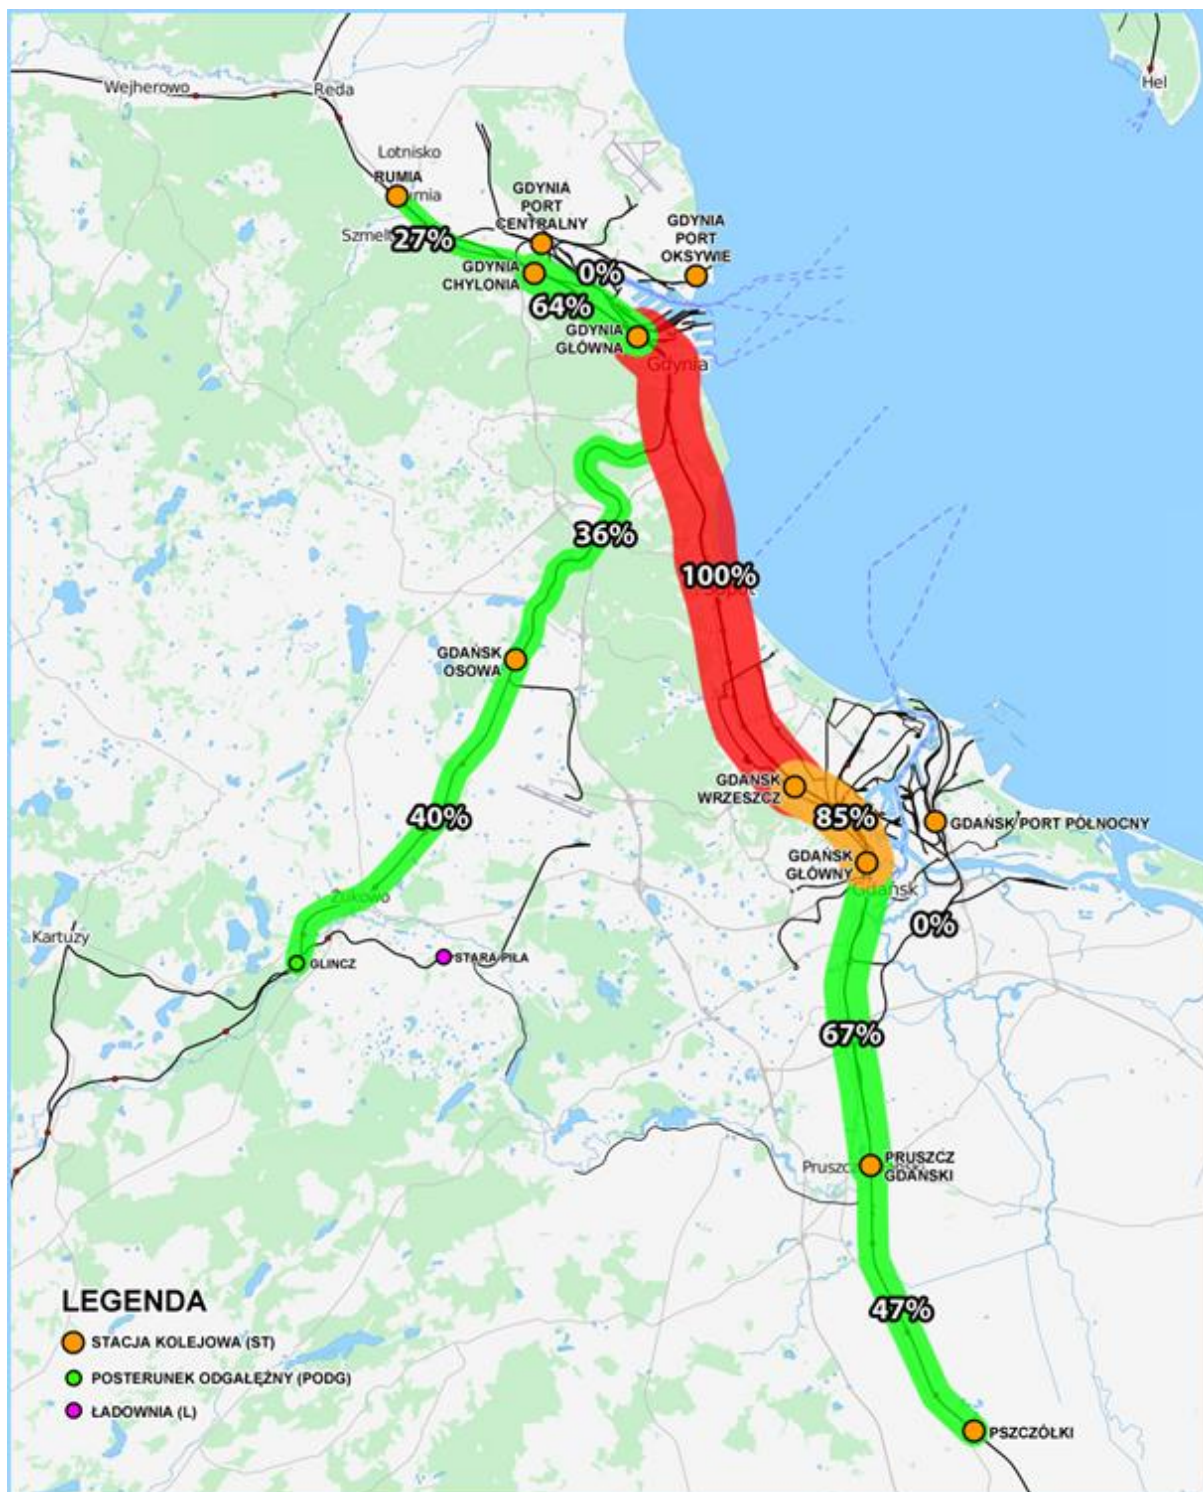 Hel
Wejherowo
Reda
Lotnisko
RUMIA
GDYNIA
PORT
CENTRALNY
GDYNIA
PORT
OKSYWIE
27%
GDYNIA
CHYLONIA
0%
64%
GDYNIA
GŁÓWNA
Gdynia
36%
100%
GDAŃSK
OSOWA
GDAŃSK
WRZESZCZ
40%
85%
GDAŃSK PORT PÓŁNOCNY
GDAŃSK
GŁÓWNY
Gdańsk
Żukowo
0%
Kartuzy
GLINCZ
STARA PIŁA
67%
PRUSZCZ
GDAŃSKI
Pruszcz
47%
LEGENDA
STACJA KOLEJOWA (ST)
POSTERUNEK ODGAŁĘŹNY (PODG)
ŁADOWNIA (L)
PSZCZÓŁKI